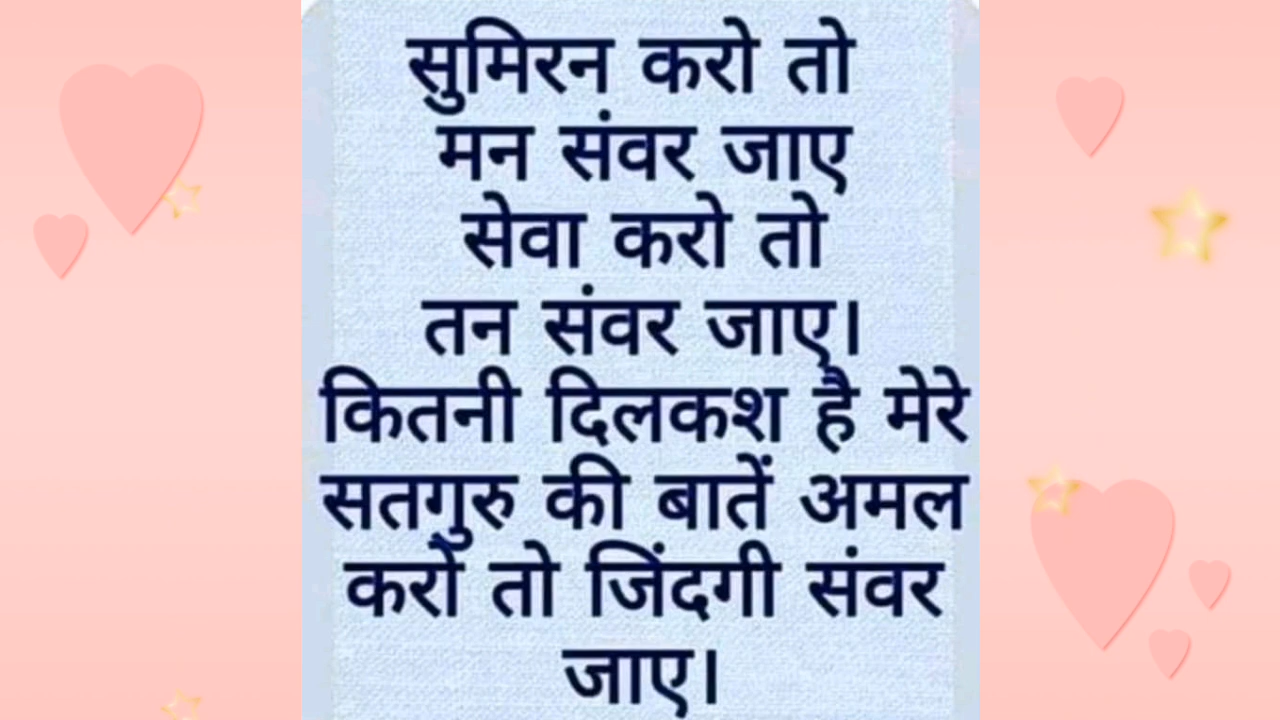 सुमिरन करो तो
मन संवर जाए
सेवा करो तो
तन संवर जाए।
कितनी दिलकश है मेरे
सतगुरु की बातें अमल
करो तो जिंदगी संवर
जाए।